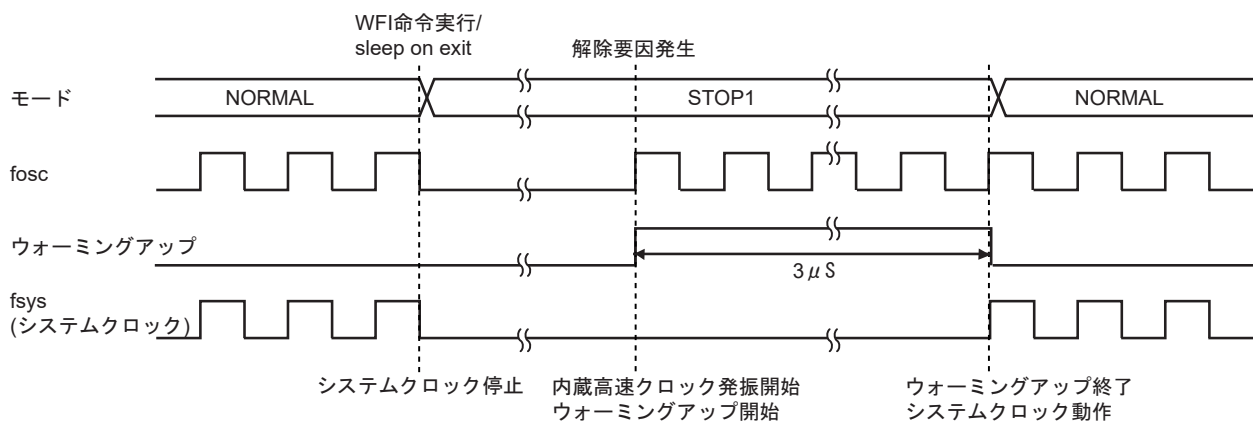 WFI命令実行/
sleep on exit
解除要因発生
モード
NORMAL
STOP1
NORMAL
fosc
ウォーミングアップ
3μS
fsys
(システムクロック)
システムクロック停止
内蔵高速クロック発振開始
ウォーミングアップ開始
ウォーミングアップ終了
システムクロック動作